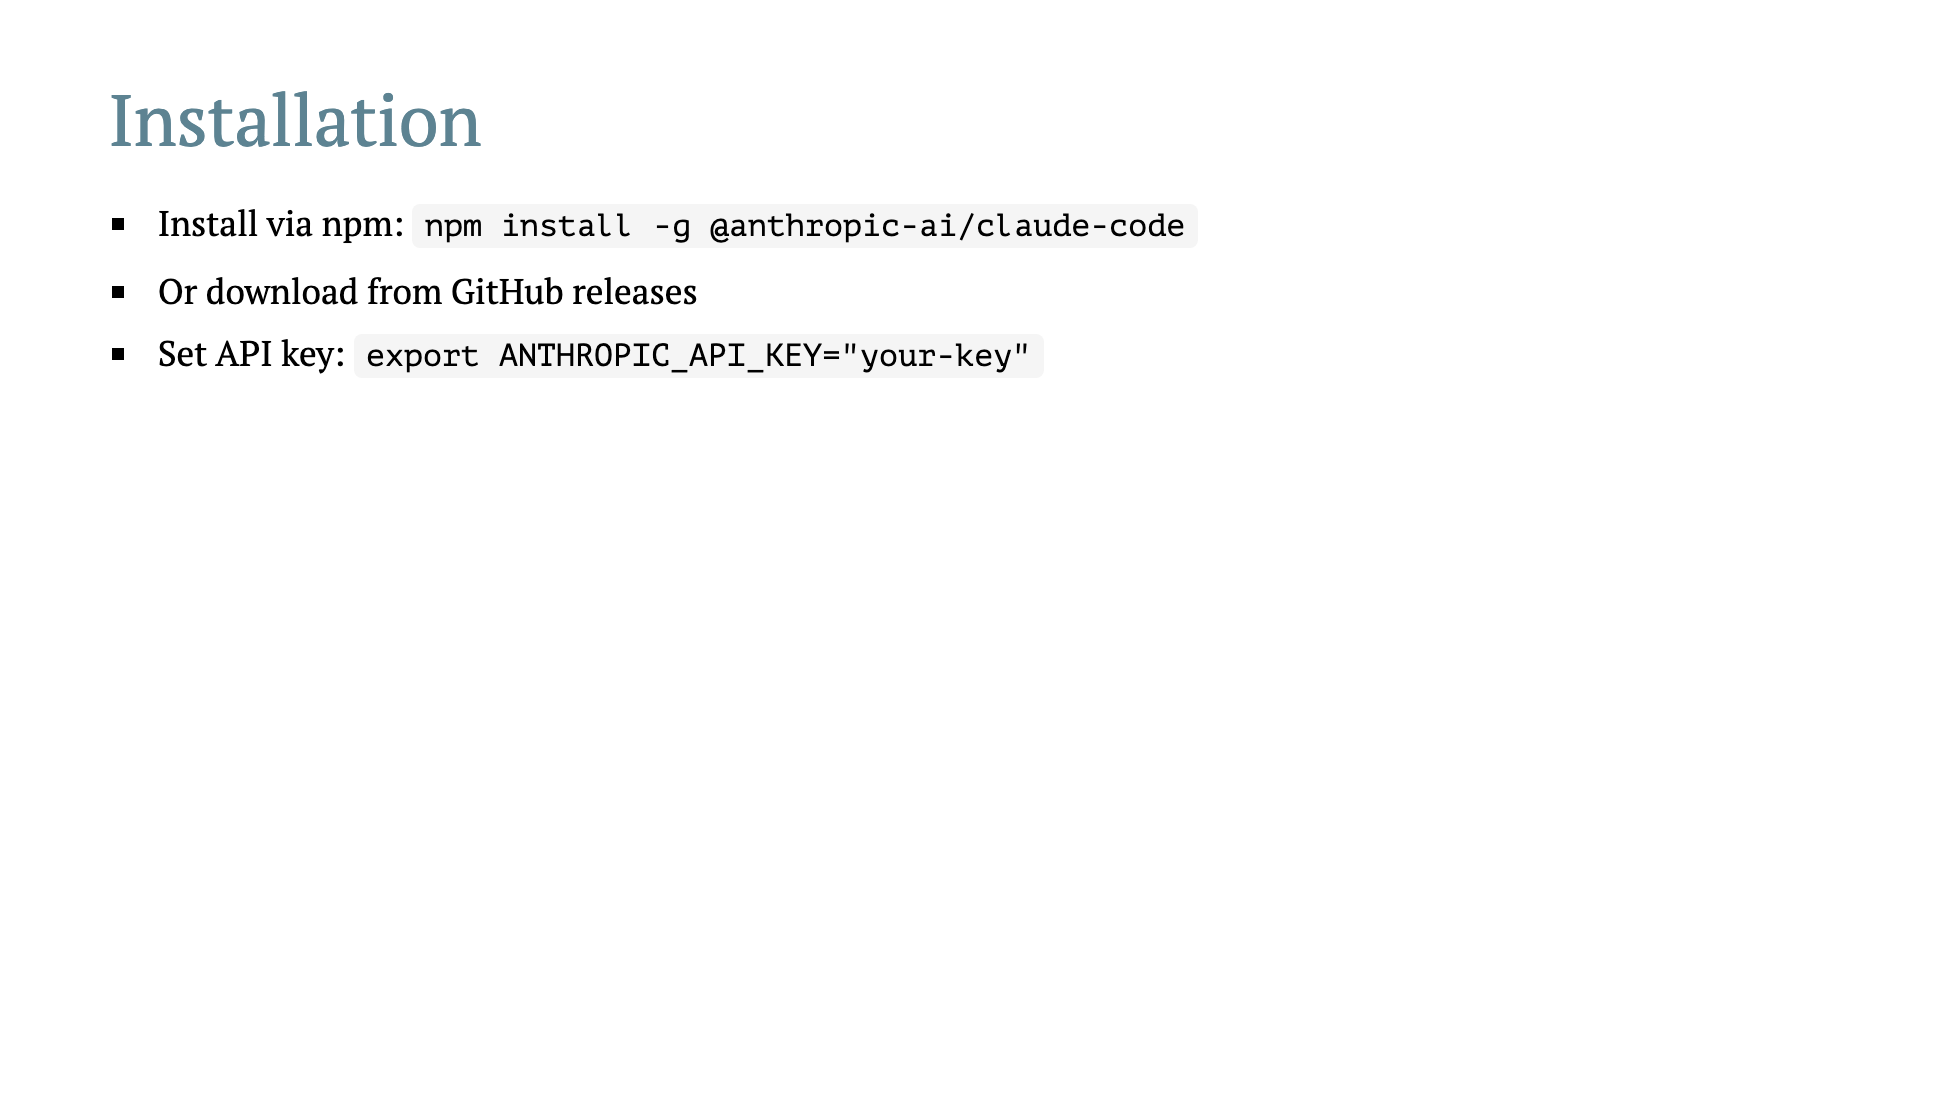 Installation
Install via npm: npm install -g @anthropic-ai/claude-code
Or download from GitHub releases
Set API key: export ANTHROPIC_API_KEY="your-key"